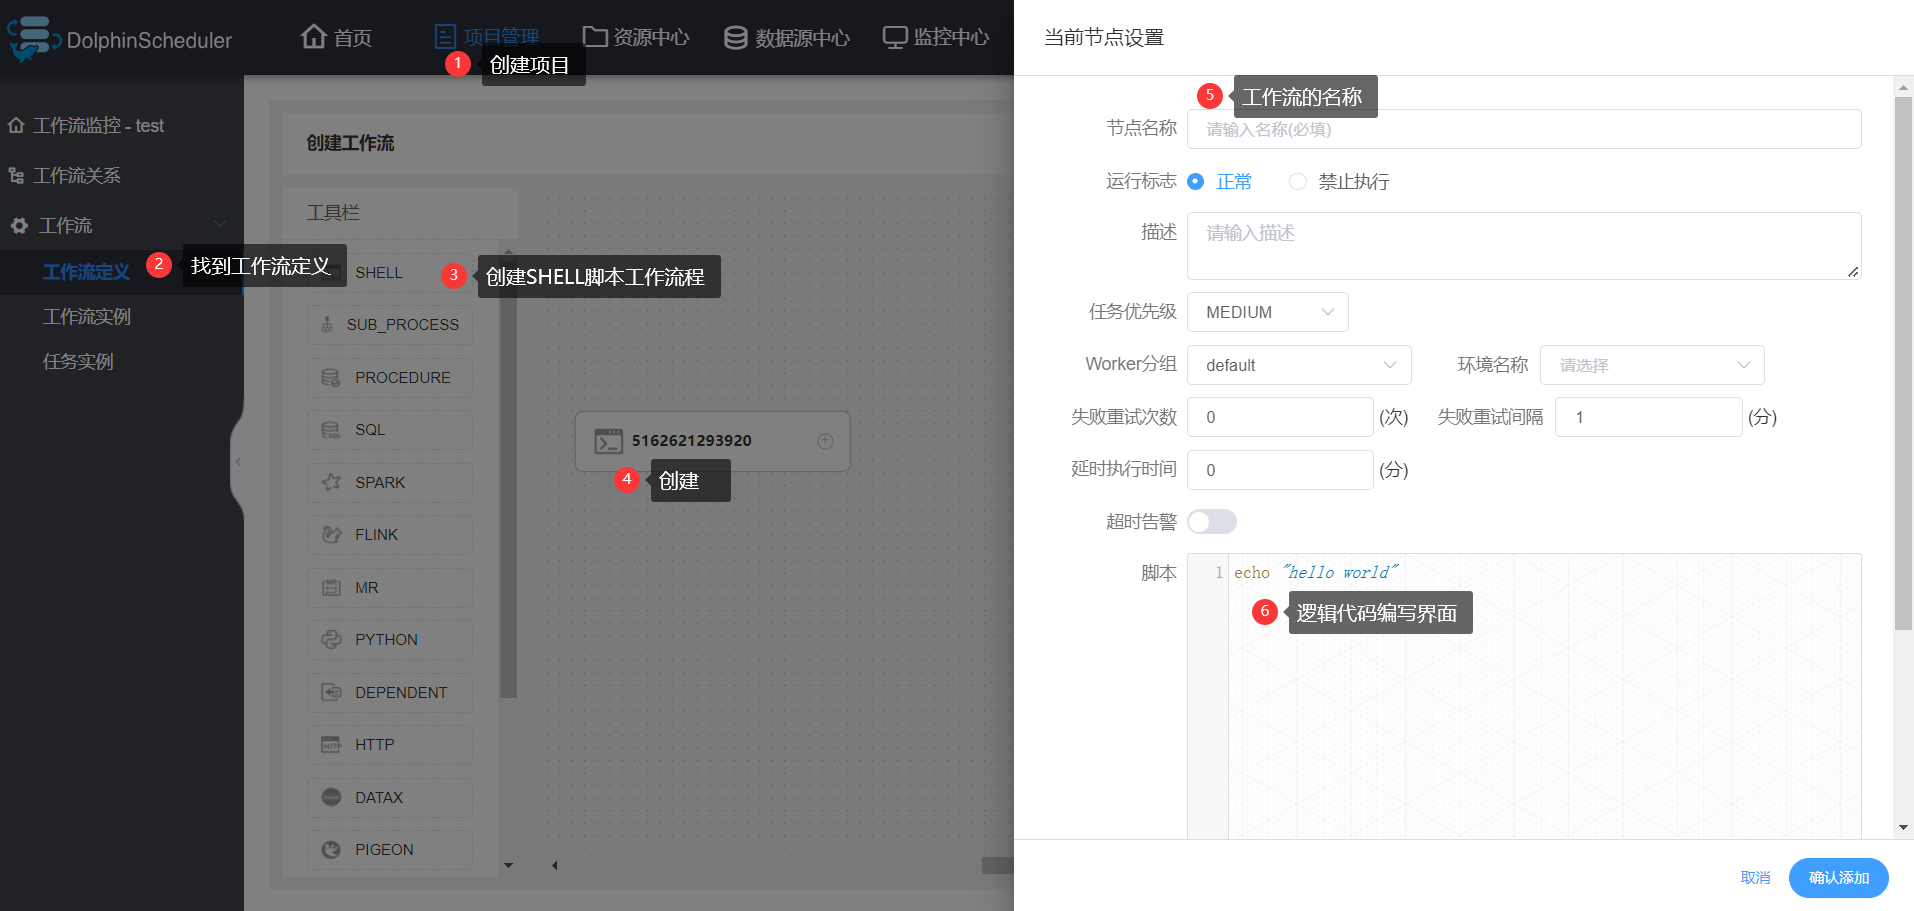 DolphinScheduler
首页
项目管理
资源中心
数据源中心
监控中心
1
创建项目
工作流监控 - test
工作流关系
工作流
工作流定义
2
找到工作流定义
工作流实例
任务实例
创建工作流
工具栏
SHELL
3
创建SHELL脚本工作流程
SUB_PROCESS
PROCEDURE
SQL
SPARK
FLINK
MR
PYTHON
DEPENDENT
HTTP
DATAX
PIGEON
5162621293920
4
创建
当前节点设置
5
工作流的名称
节点名称
请输入名称(必填)
运行标志
正常
禁止执行
描述
请输入描述
任务优先级
MEDIUM
Worker分组
default
环境名称
请选择
失败重试次数
0
(次)
失败重试间隔
1
(分)
延时执行时间
0
(分)
超时告警
脚本
1
echo "hello world"
6
逻辑代码编写界面
取消
确认添加